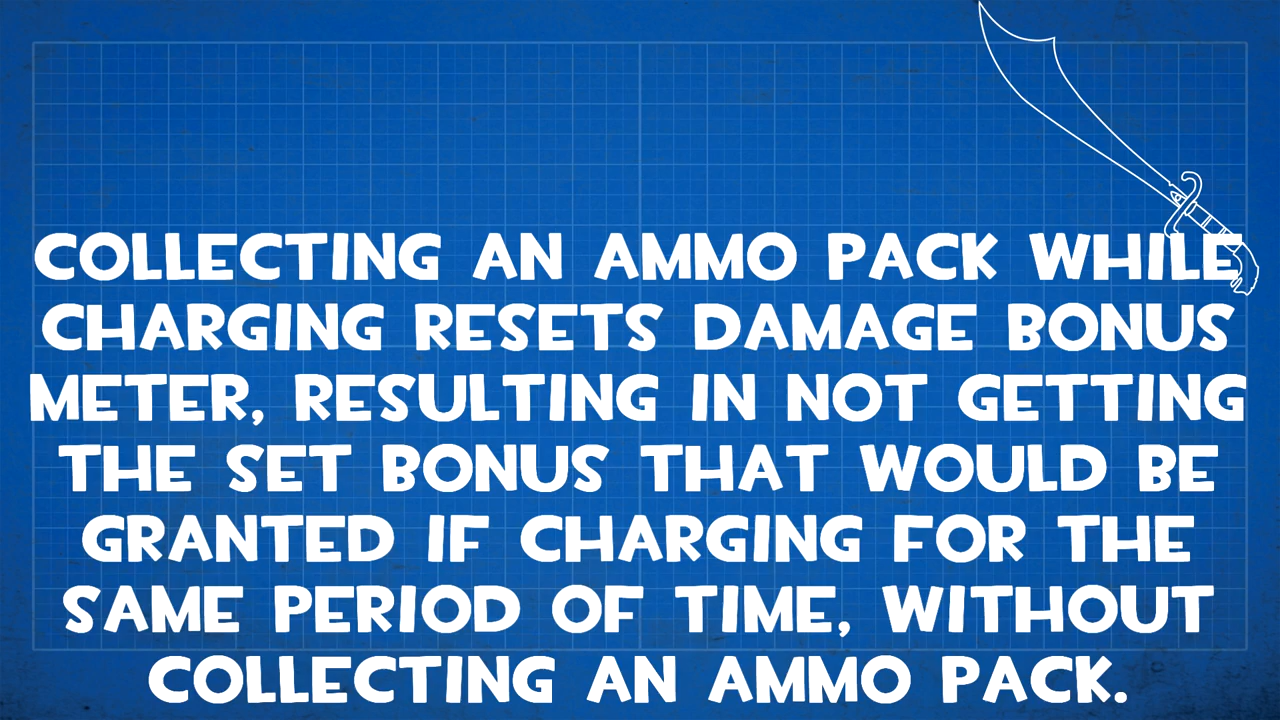 COLLECTING AN AMMO PACK WHILE
CHARGING RESETS DAMAGE BONUS
METER, RESULTING IN NOT GETTING
THE SET BONUS THAT WOULD BE
GRANTED IF CHARGING FOR THE
SAME PERIOD OF TIME, WITHOUT
COLLECTING AN AMMO PACK.